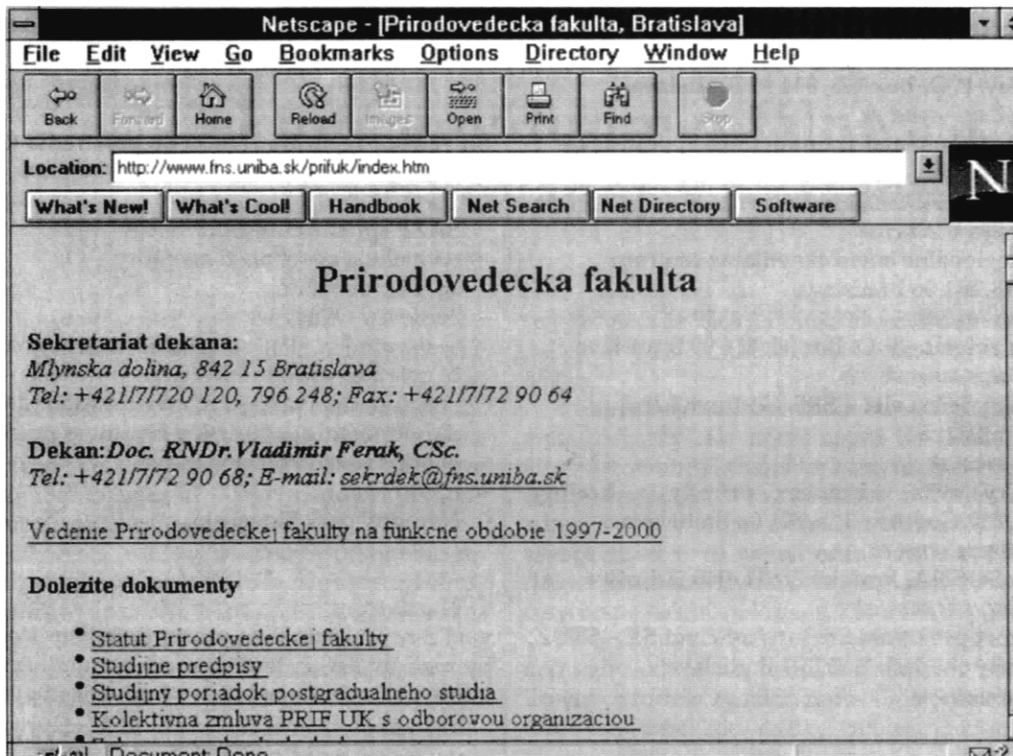 Netscape - [Prirodovedecka fakulta, Bratislava]
File Edit View Go Bookmarks Options Directory Window Help
Back Forward Home Reload Images Open Print Find Stop
Location: http://www.fns.uniba.sk/prifuk/index.htm
N
What's New! What's Cool! Handbook Net Search Net Directory Software
Prirodovedecka fakulta
Sekretariat dekana:
Mlynska dolina, 842 15 Bratislava
Tel: +421/7/720 120, 796 248; Fax: +421/7/72 90 64
Dekan:Doc. RNDr. Vladimir Ferak, CSc.
Tel: +421/7/72 90 68; E-mail: sekrdek@fns.uniba.sk
Vedenie Prirodovedeckej fakulty na funkcne obdobie 1997-2000
Dolezite dokumenty
Statut Prirodovedeckej fakulty
Studijne predpisy
Studijny poriadok postgradualneho studia
Kolektivna zmluva PRIF UK s odborovou organizaciou
Document Done